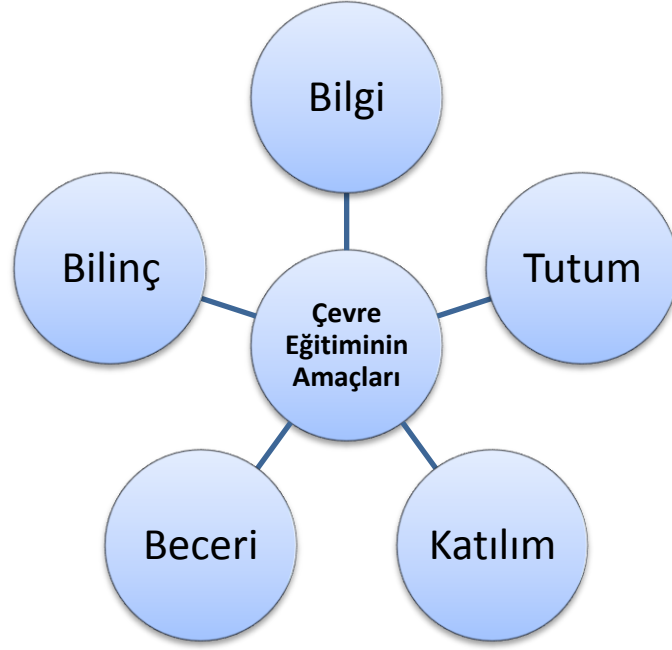 Bilgi
Bilinç
Tutum
Çevre
Eğitiminin
Amaçları
Beceri
Katılım